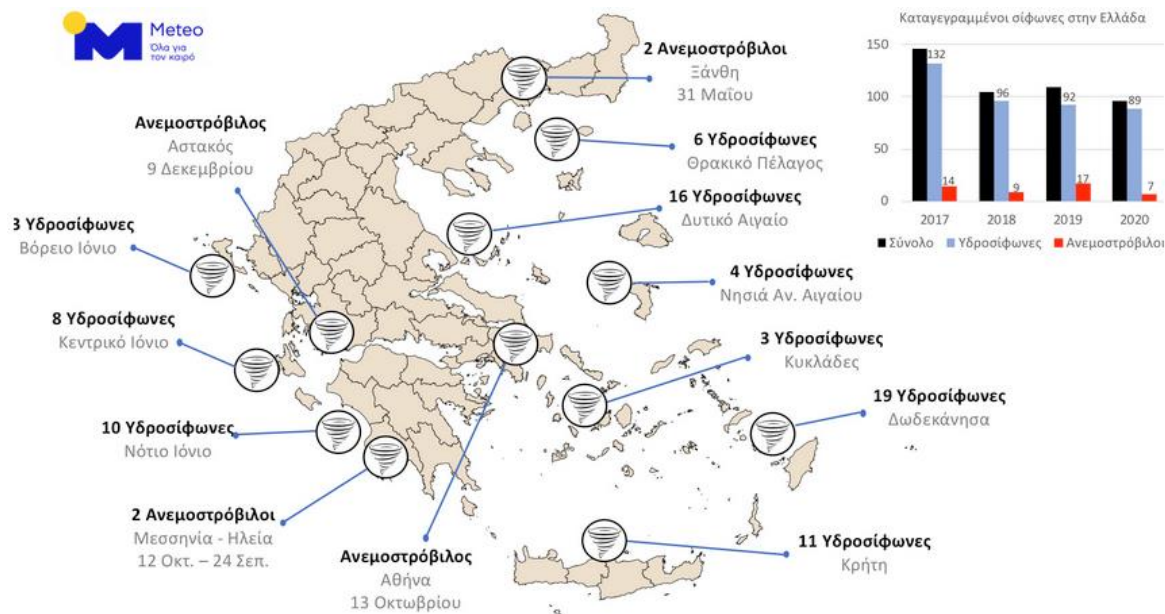 Meteo
Όλα για
τον καιρό
2 Ανεμοστρόβιλοι
Ξάνθη
31 Μαΐου
Ανεμοστρόβιλος
Αστακός
9 Δεκεμβρίου
6 Υδροσίφωνες
Θρακικό Πέλαγος
16 Υδροσίφωνες
Δυτικό Αιγαίο
3 Υδροσίφωνες
Βόρειο Ιόνιο
4 Υδροσίφωνες
Νησιά Αν. Αιγαίου
8 Υδροσίφωνες
Κεντρικό Ιόνιο
3 Υδροσίφωνες
Κυκλάδες
19 Υδροσίφωνες
Δωδεκάνησα
10 Υδροσίφωνες
Νότιο Ιόνιο
2 Ανεμοστρόβιλοι
Μεσσηνία - Ηλεία
12 Οκτ. – 24 Σεπ.
Ανεμοστρόβιλος
Αθήνα
13 Οκτωβρίου
11 Υδροσίφωνες
Κρήτη
Καταγεγραμμένοι σίφωνες στην Ελλάδα
150
100
50
0
132
14
96
9
92
17
89
7
2017 2018 2019 2020
Σύνολο Υδροσίφωνες Ανεμοστρόβιλοι